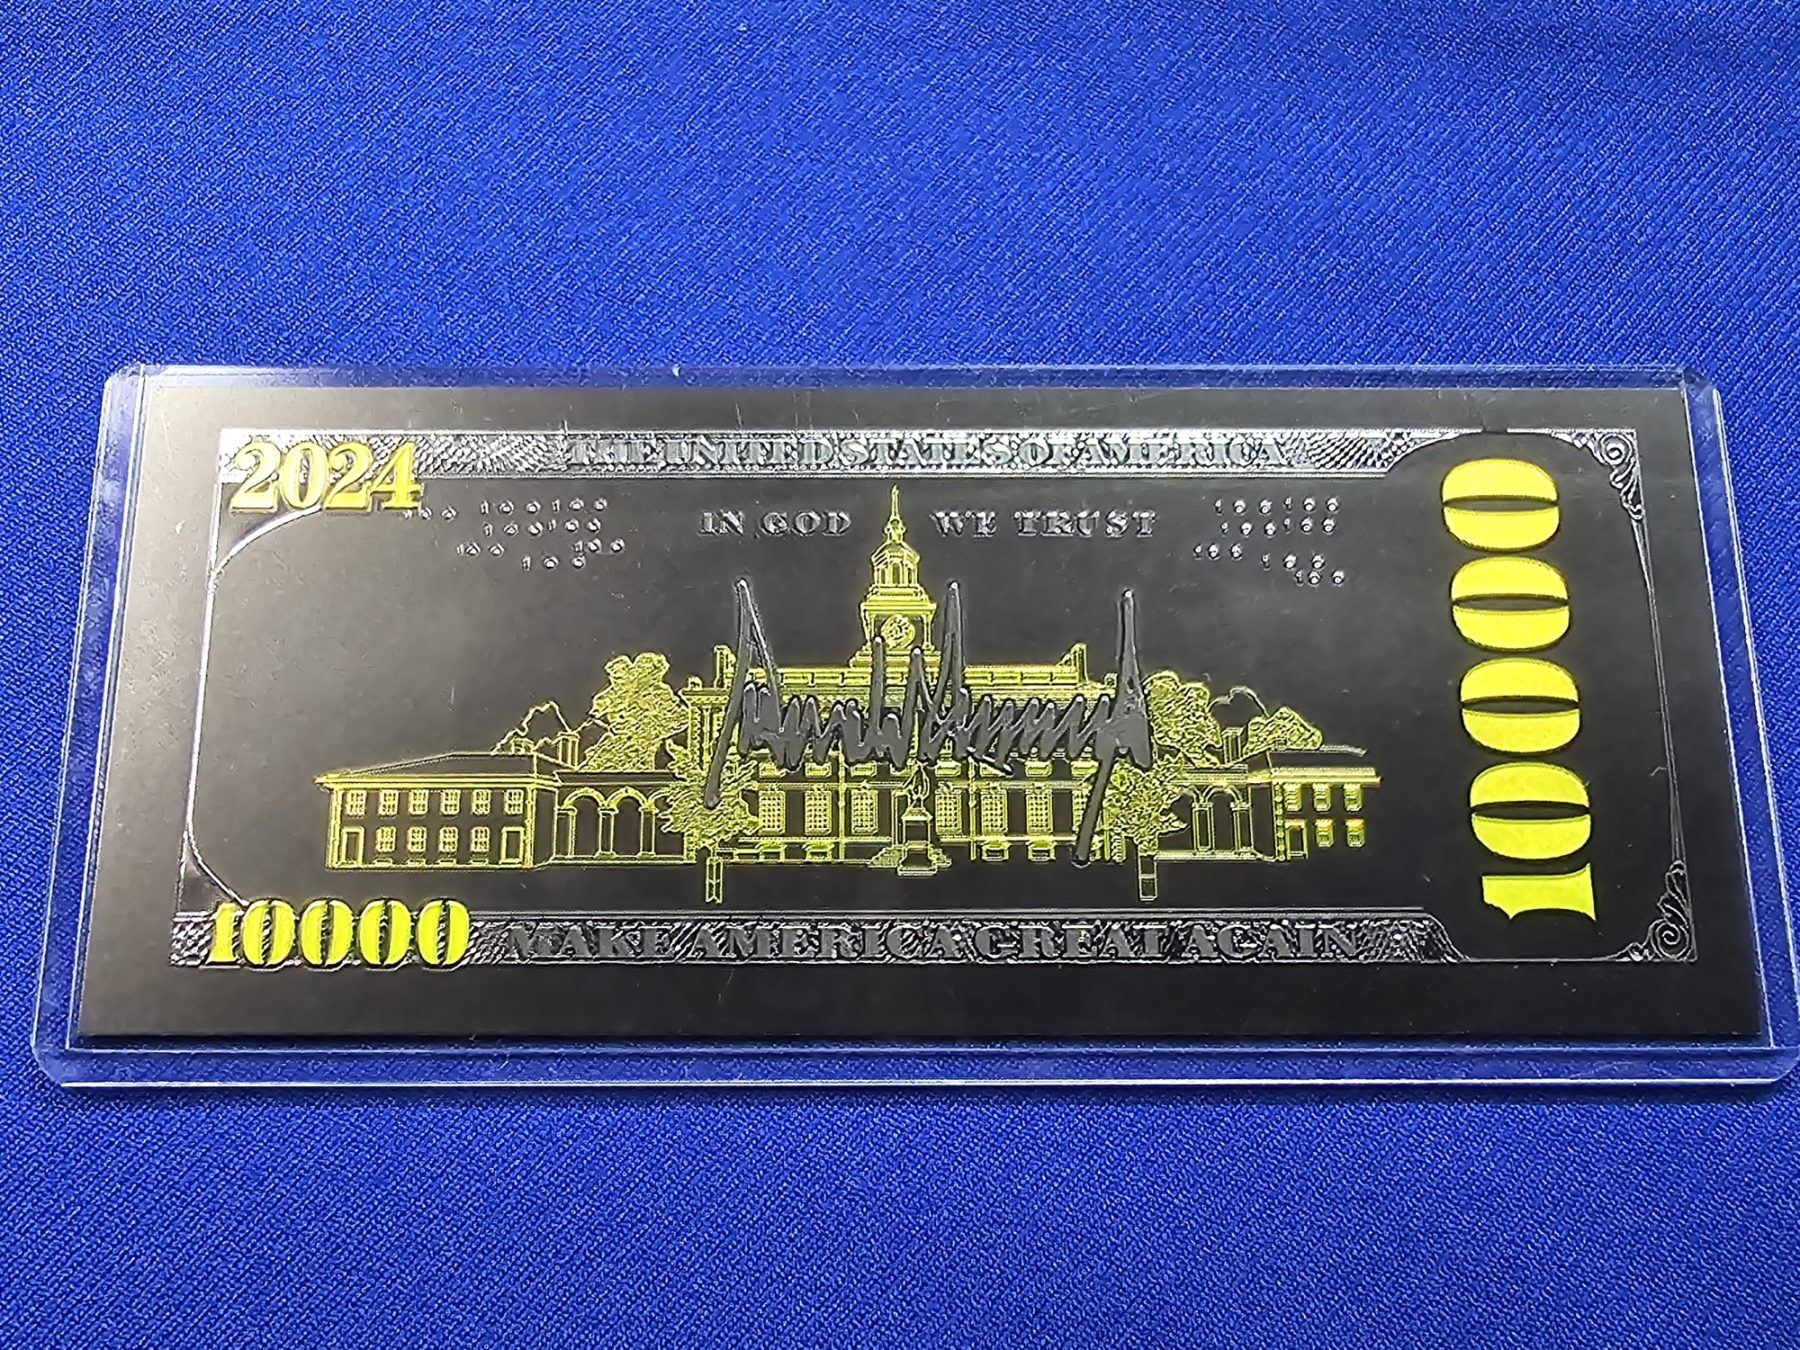 2024
THE UNITED STATES OF AMERICA
IN GOD WE TRUST
10000
10000
MAKE AMERICA GREAT AGAIN